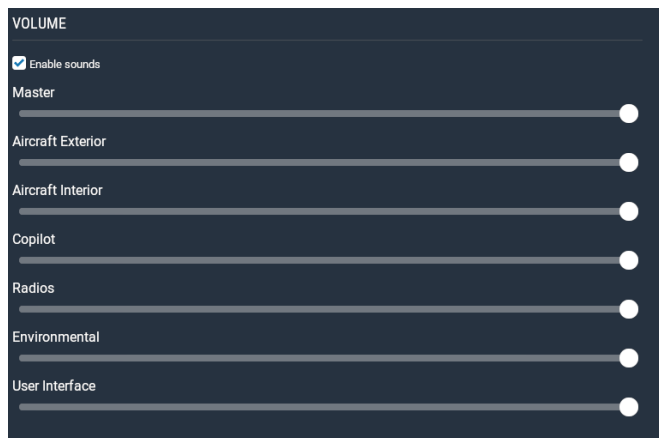 VOLUME
Enable sounds
Master
Aircraft Exterior
Aircraft Interior
Copilot
Radios
Environmental
User Interface